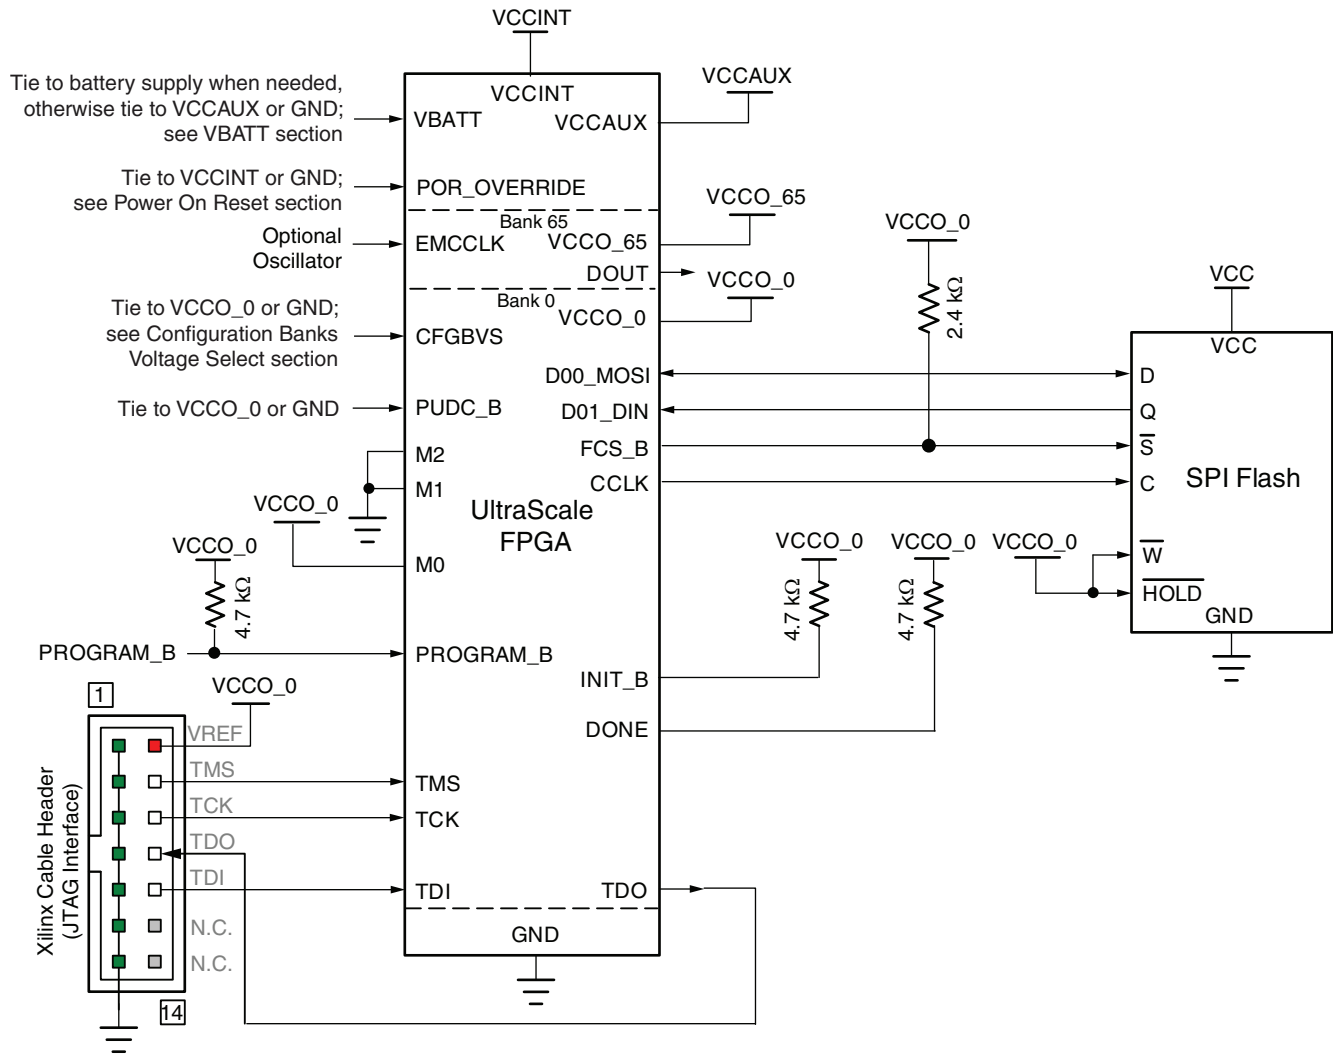 VCCINT
Tie to battery supply when needed,
otherwise tie to VCCAUX or GND;
see VBATT section
VCCINT
VBATT
VCCAUX
VCCAUX
Tie to VCCINT or GND;
see Power On Reset section
POR_OVERRIDE
Bank 65
VCCO_65
Optional
Oscillator
EMCCLK
VCCO_65
DOUT
VCCO_0
VCCO_0
2.4 kΩ
VCC
Bank 0
VCCO_0
Tie to VCCO_0 or GND;
see Configuration Banks
Voltage Select section
CFGBVS
VCC
D00_MOSI
D
Tie to VCCO_0 or GND
PUDC_B
D01_DIN
Q
M2
FCS_B
S
M1
CCLK
C
SPI Flash
UltraScale
FPGA
VCCO_0
M0
VCCO_0
4.7 kΩ
VCCO_0
4.7 kΩ
VCCO_0
4.7 kΩ
VCCO_0
W
HOLD
GND
PROGRAM_B
PROGRAM_B
INIT_B
DONE
1
VCCO_0
VREF
TMS
TMS
TCK
TCK
TDO
TDI
TDI
TDO
N.C.
N.C.
Xilinx Cable Header
(JTAG Interface)
14
GND